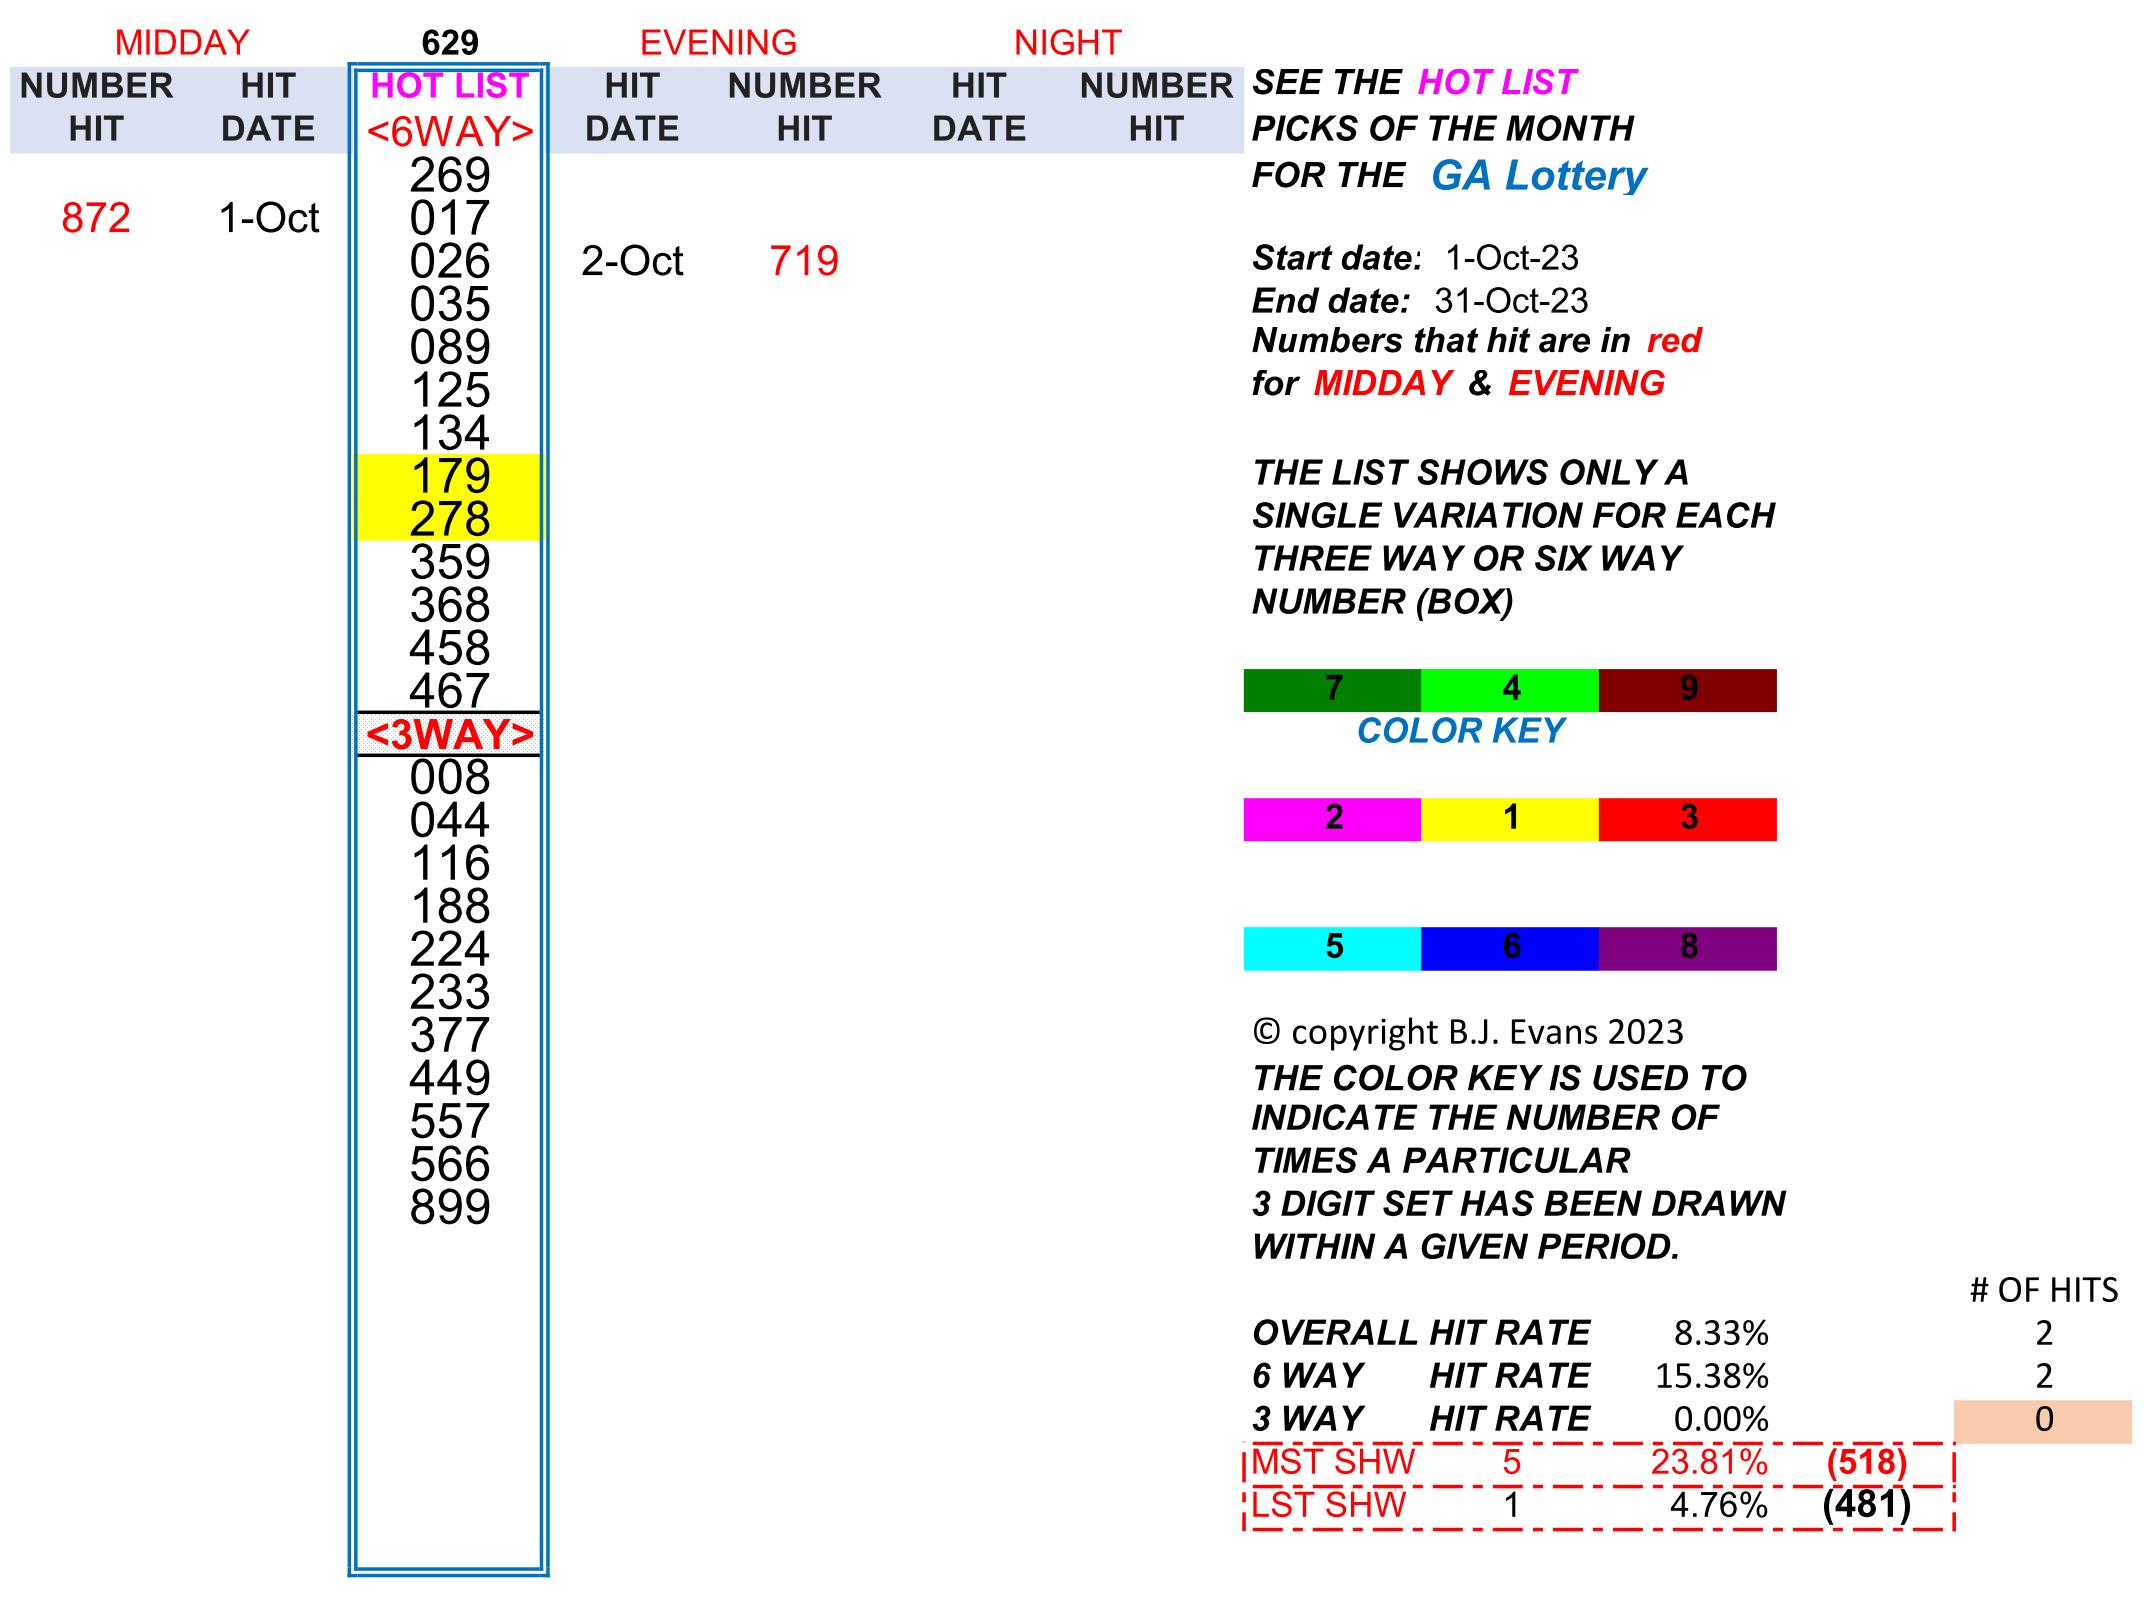 MIDDAY 629 EVENING NIGHT
NUMBER HIT HOT LIST HIT NUMBER HIT NUMBER SEE THE HOT LIST
HIT DATE <6WAY> DATE HIT DATE HIT PICKS OF THE MONTH
269 FOR THE GA Lottery
872 1-Oct 017
026 2-Oct 719 Start date: 1-Oct-23
035 End date: 31-Oct-23
089 Numbers that hit are in red
125 for MIDDAY & EVENING
134
179 THE LIST SHOWS ONLY A
278 SINGLE VARIATION FOR EACH
359 THREE WAY OR SIX WAY
368 NUMBER (BOX)
458
467 7 4 9
<3WAY> COLOR KEY
008
044 2 1 3
116
188
224 5 6 8
233
377 © copyright B.J. Evans 2023
449 THE COLOR KEY IS USED TO
557 INDICATE THE NUMBER OF
566 TIMES A PARTICULAR
899 3 DIGIT SET HAS BEEN DRAWN
WITHIN A GIVEN PERIOD.
# OF HITS
OVERALL HIT RATE 8.33% 2
6 WAY HIT RATE 15.38% 2
3 WAY HIT RATE 0.00% 0
MST SHW 5 23.81% (518)
LST SHW 1 4.76% (481)